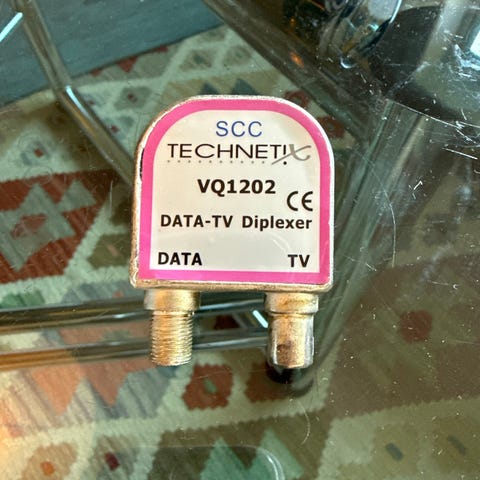 SCC
TECHNETIX
VQ1202
CE
DATA-TV Diplexer
DATA TV